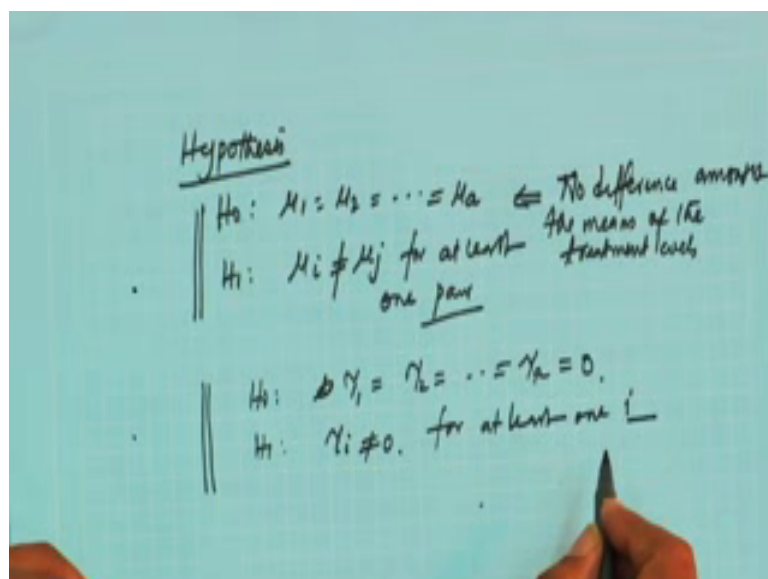 Hypothesis
H0: μ1 = μ2 = ··· = μa ⇐ No difference amongst
the means of the
treatment levels
H1: μi ≠ μj for at least
one pair
H0: τ1 = τ2 = ·· = τa = 0.
H1: τi ≠ 0. for at least one i